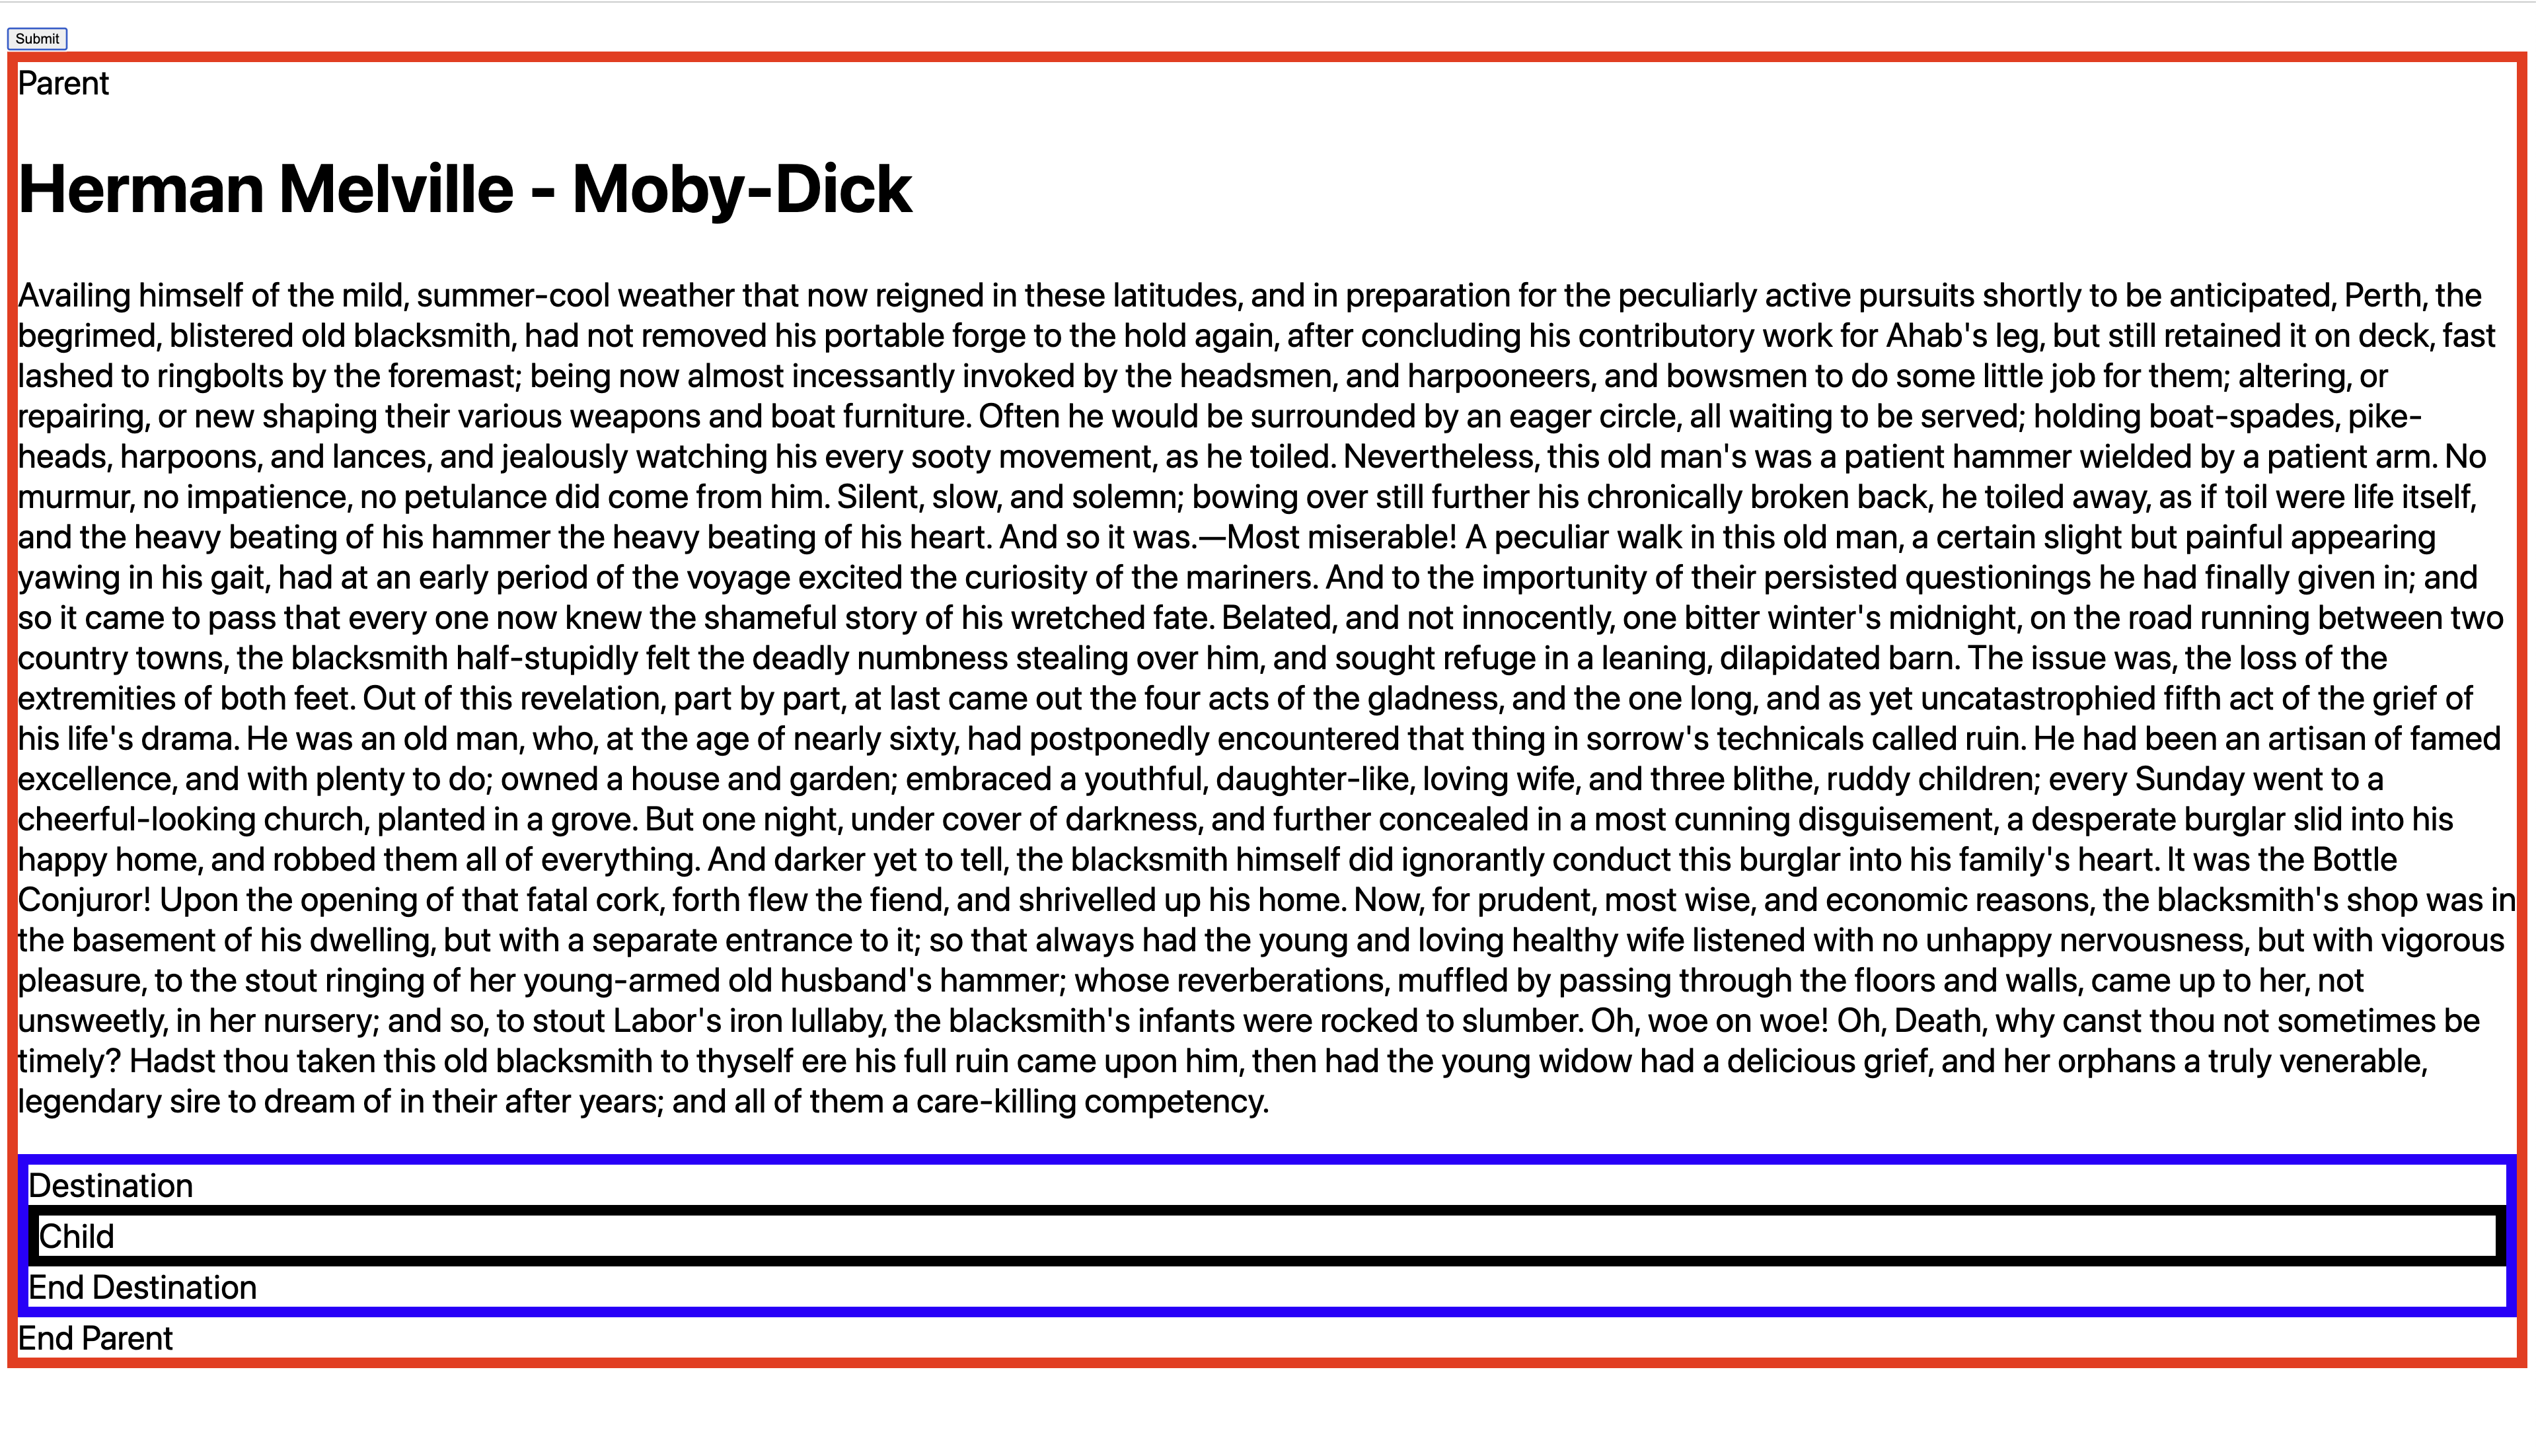 Submit
Parent
Herman Melville - Moby-Dick
Availing himself of the mild, summer-cool weather that now reigned in these latitudes, and in preparation for the peculiarly active pursuits shortly to be anticipated, Perth, the
begrimed, blistered old blacksmith, had not removed his portable forge to the hold again, after concluding his contributory work for Ahab's leg, but still retained it on deck, fast
lashed to ringbolts by the foremast; being now almost incessantly invoked by the headsmen, and harpooneers, and bowsmen to do some little job for them; altering, or
repairing, or new shaping their various weapons and boat furniture. Often he would be surrounded by an eager circle, all waiting to be served; holding boat-spades, pike-
heads, harpoons, and lances, and jealously watching his every sooty movement, as he toiled. Nevertheless, this old man's was a patient hammer wielded by a patient arm. No
murmur, no impatience, no petulance did come from him. Silent, slow, and solemn; bowing over still further his chronically broken back, he toiled away, as if toil were life itself,
and the heavy beating of his hammer the heavy beating of his heart. And so it was.—Most miserable! A peculiar walk in this old man, a certain slight but painful appearing
yawing in his gait, had at an early period of the voyage excited the curiosity of the mariners. And to the importunity of their persisted questionings he had finally given in; and
so it came to pass that every one now knew the shameful story of his wretched fate. Belated, and not innocently, one bitter winter's midnight, on the road running between two
country towns, the blacksmith half-stupidly felt the deadly numbness stealing over him, and sought refuge in a leaning, dilapidated barn. The issue was, the loss of the
extremities of both feet. Out of this revelation, part by part, at last came out the four acts of the gladness, and the one long, and as yet uncatastrophied fifth act of the grief of
his life's drama. He was an old man, who, at the age of nearly sixty, had postponedly encountered that thing in sorrow's technicals called ruin. He had been an artisan of famed
excellence, and with plenty to do; owned a house and garden; embraced a youthful, daughter-like, loving wife, and three blithe, ruddy children; every Sunday went to a
cheerful-looking church, planted in a grove. But one night, under cover of darkness, and further concealed in a most cunning disguisement, a desperate burglar slid into his
happy home, and robbed them all of everything. And darker yet to tell, the blacksmith himself did ignorantly conduct this burglar into his family's heart. It was the Bottle
Conjuror! Upon the opening of that fatal cork, forth flew the fiend, and shrivelled up his home. Now, for prudent, most wise, and economic reasons, the blacksmith's shop was in
the basement of his dwelling, but with a separate entrance to it; so that always had the young and loving healthy wife listened with no unhappy nervousness, but with vigorous
pleasure, to the stout ringing of her young-armed old husband's hammer; whose reverberations, muffled by passing through the floors and walls, came up to her, not
unsweetly, in her nursery; and so, to stout Labor's iron lullaby, the blacksmith's infants were rocked to slumber. Oh, woe on woe! Oh, Death, why canst thou not sometimes be
timely? Hadst thou taken this old blacksmith to thyself ere his full ruin came upon him, then had the young widow had a delicious grief, and her orphans a truly venerable,
legendary sire to dream of in their after years; and all of them a care-killing competency.
Destination
Child
End Destination
End Parent